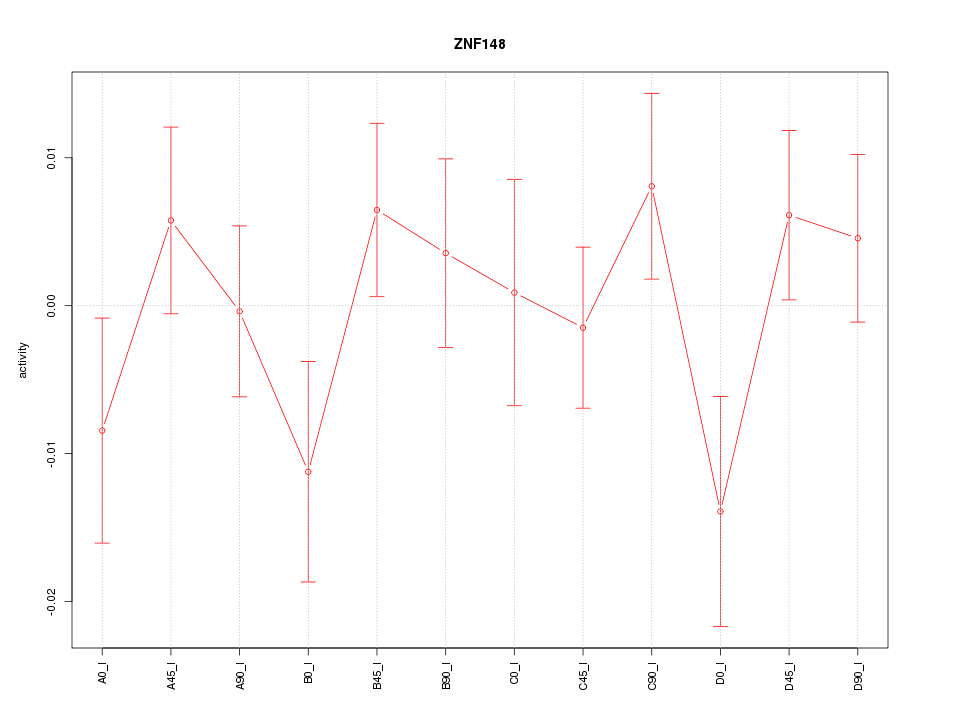 ZNF148
activity
0.01
0.00
-0.01
-0.02
A0_I
A45_I
A90_I
B0_I
B45_I
B90_I
C0_I
C45_I
C90_I
D0_I
D45_I
D90_I